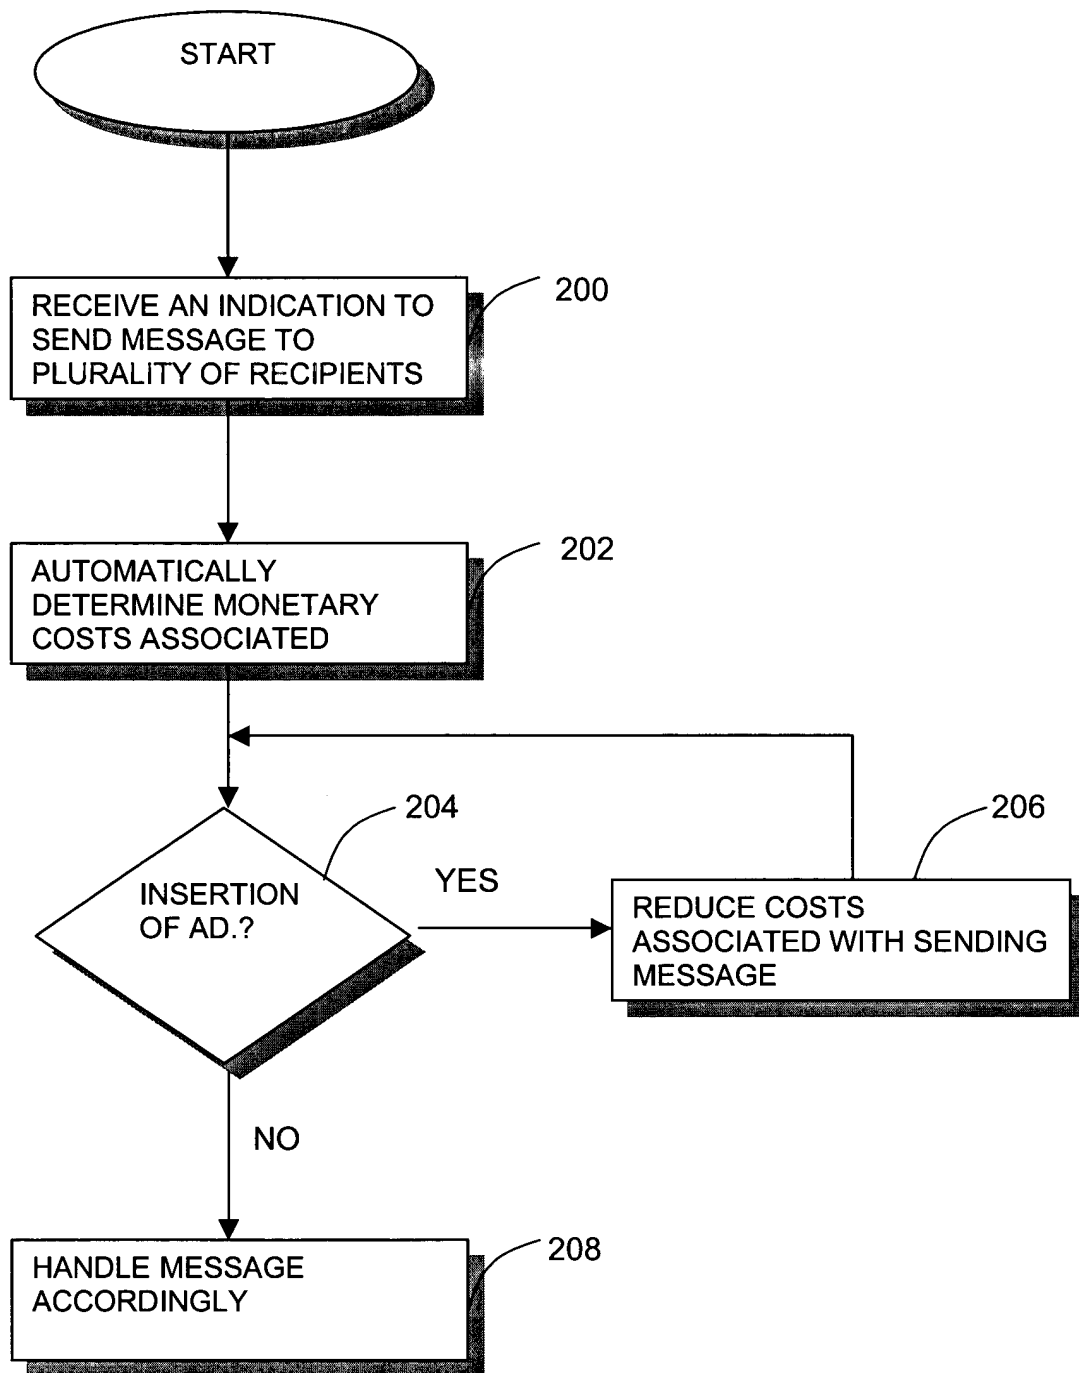 START
200
RECEIVE AN INDICATION TO
SEND MESSAGE TO
PLURALITY OF RECIPIENTS
202
AUTOMATICALLY
DETERMINE MONETARY
COSTS ASSOCIATED
204
206
INSERTION
OF AD.?
YES
REDUCE COSTS
ASSOCIATED WITH SENDING
MESSAGE
NO
208
HANDLE MESSAGE
ACCORDINGLY